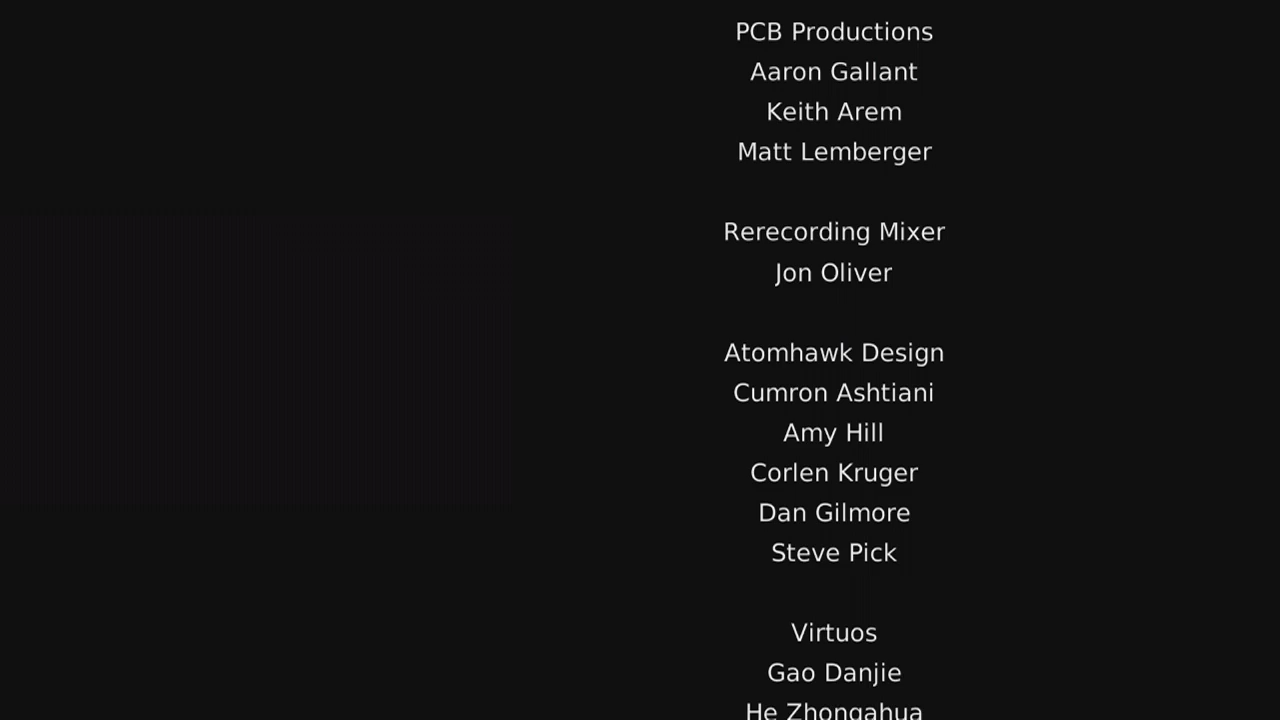 PCB Productions
Aaron Gallant
Keith Arem
Matt Lemberger
Rerecording Mixer
Jon Oliver
Atomhawk Design
Cumron Ashtiani
Amy Hill
Corlen Kruger
Dan Gilmore
Steve Pick
Virtuos
Gao Danjie
He Zhongahua